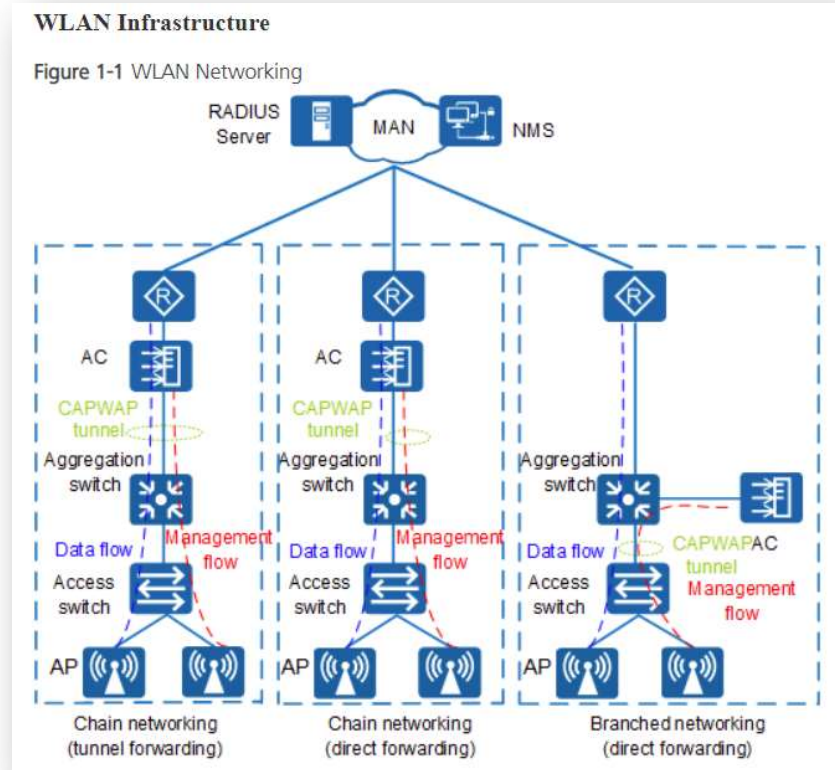 WLAN Infrastructure
Figure 1-1 WLAN Networking
RADIUS
Server
MAN
NMS
R
AC
CAPWAP
tunnel
Aggregation
switch
Data flow
Management
flow
Access
switch
AP
Chain networking
(tunnel forwarding)
R
AC
CAPWAP
tunnel
Aggregation
switch
Data flow
Management
flow
Access
switch
AP
Chain networking
(direct forwarding)
R
Aggregation
switch
Data flow
CAPWAP
tunnel
AC
Management
flow
Access
switch
AP
Branched networking
(direct forwarding)